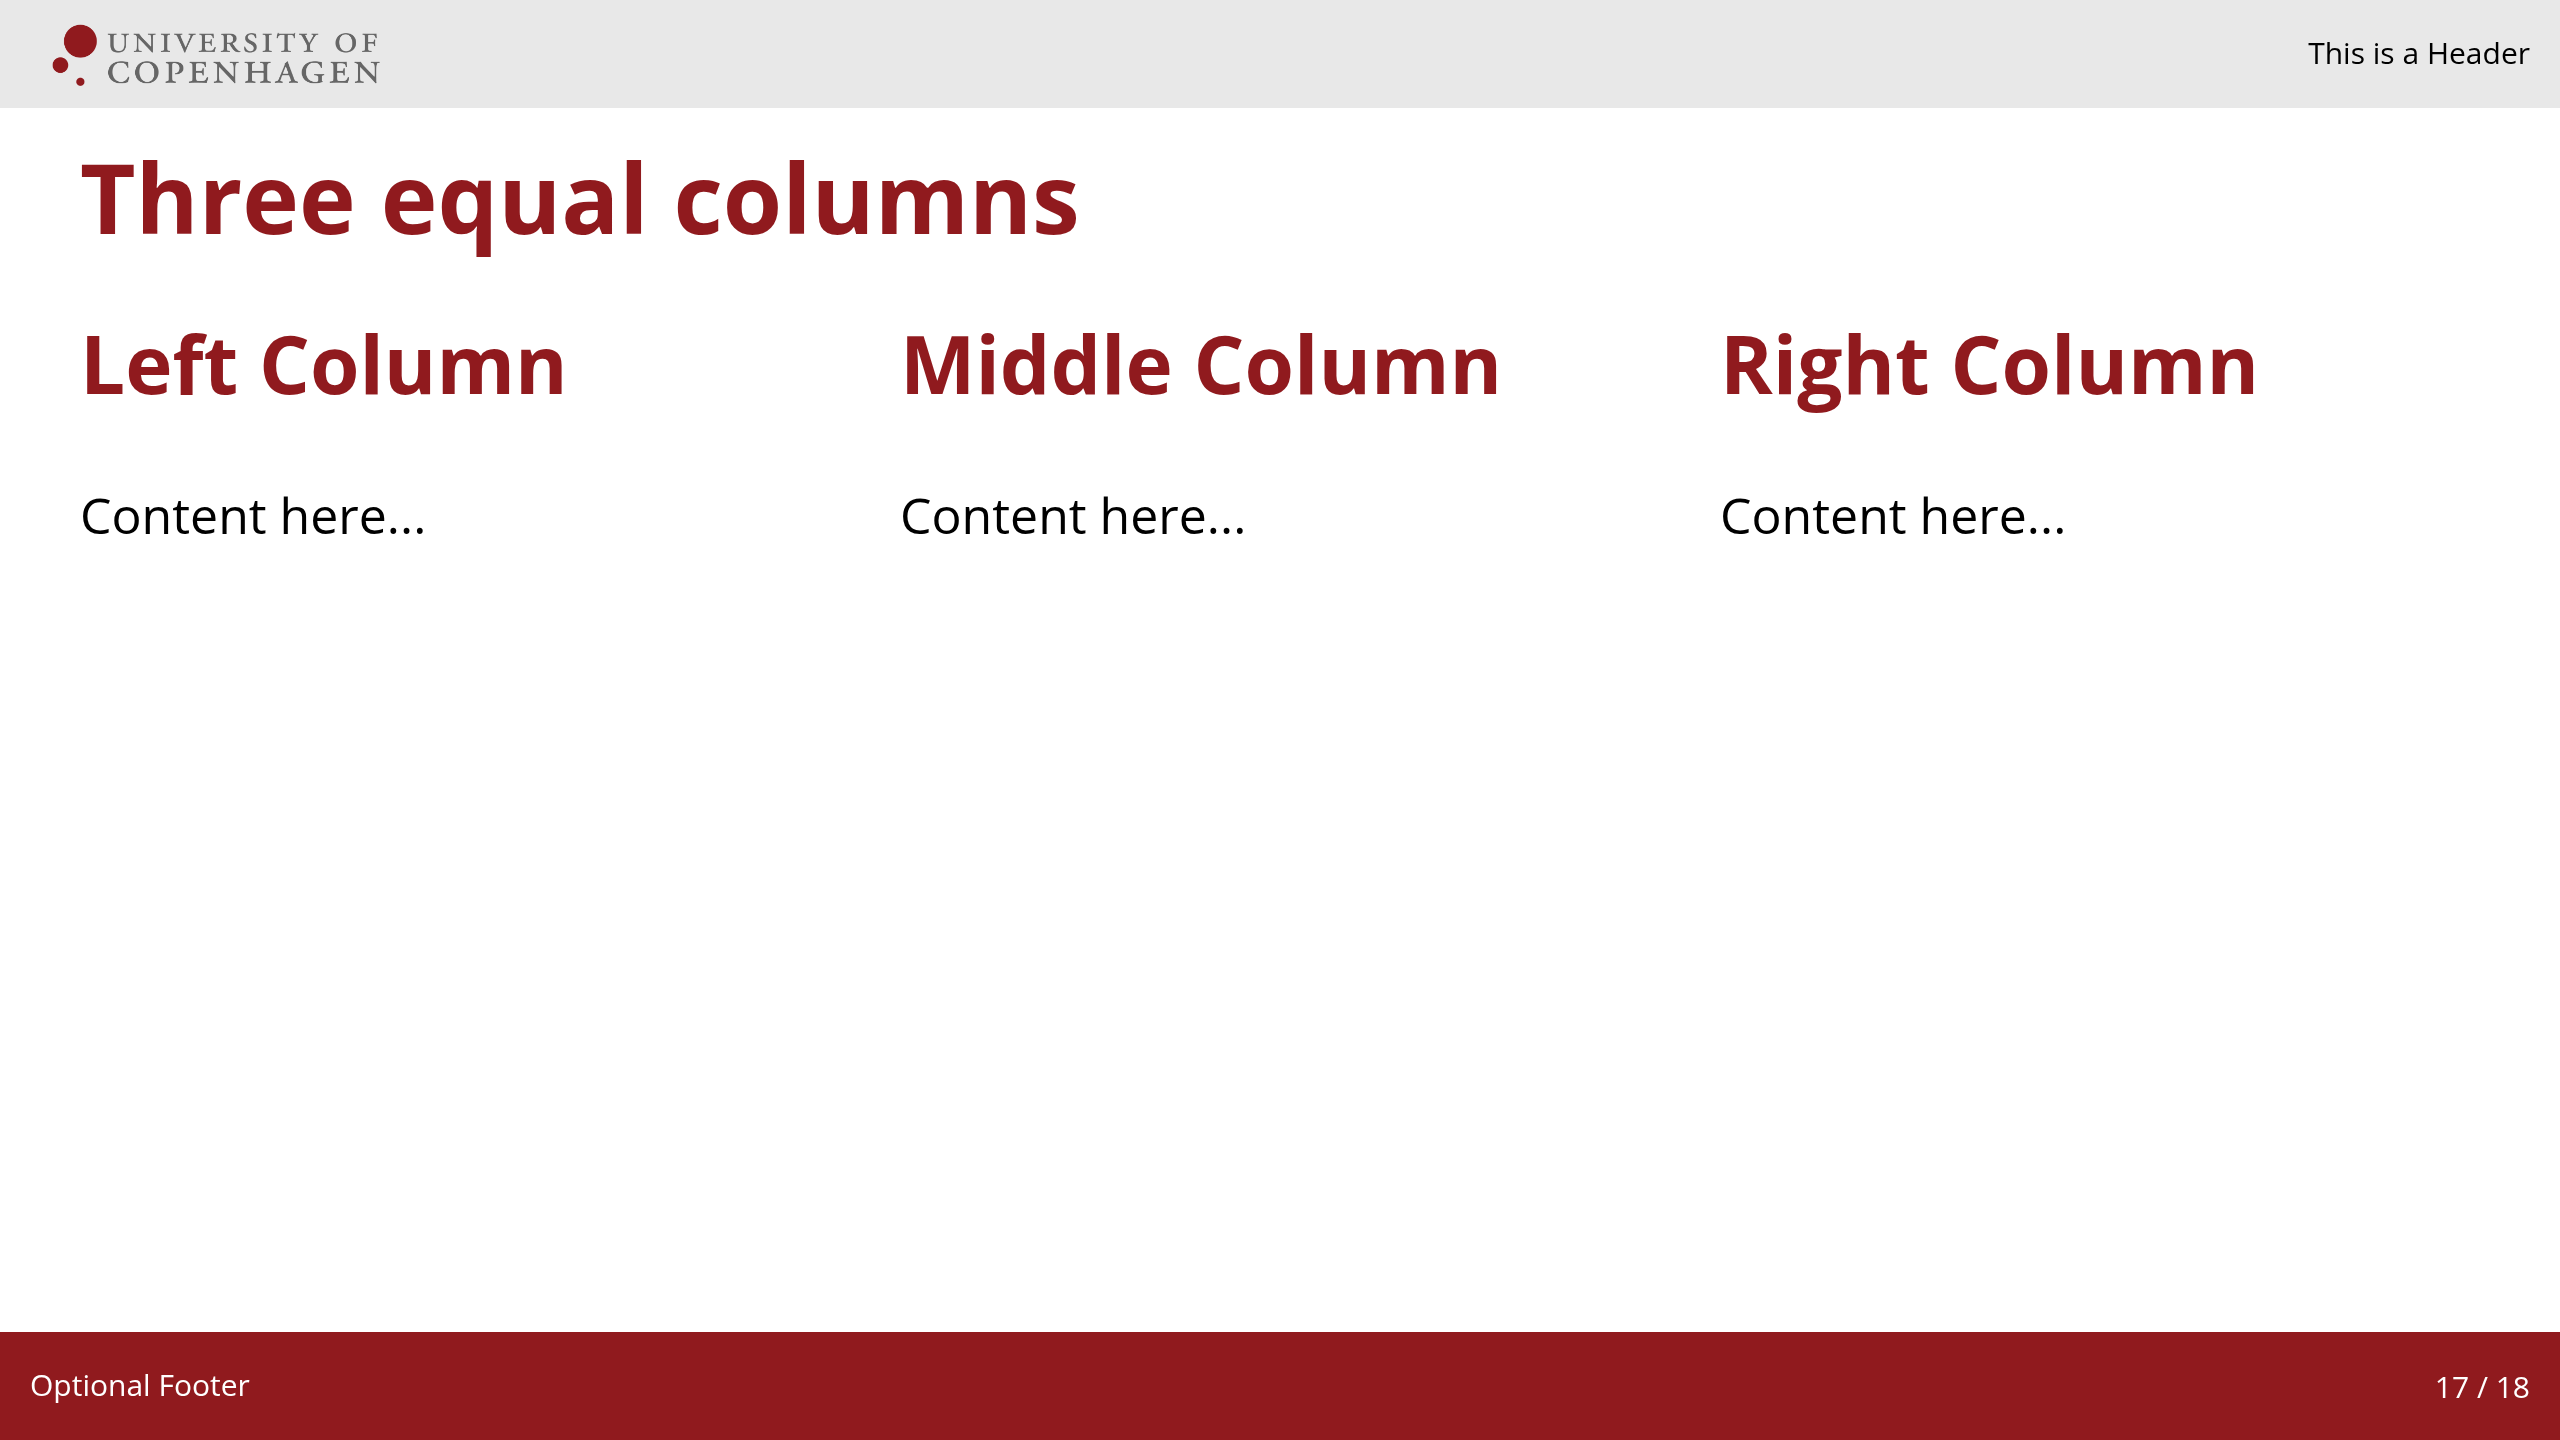 UNIVERSITY OF
COPENHAGEN
This is a Header
Three equal columns
Left Column
Content here...
Middle Column
Content here...
Right Column
Content here...
Optional Footer
17 / 18